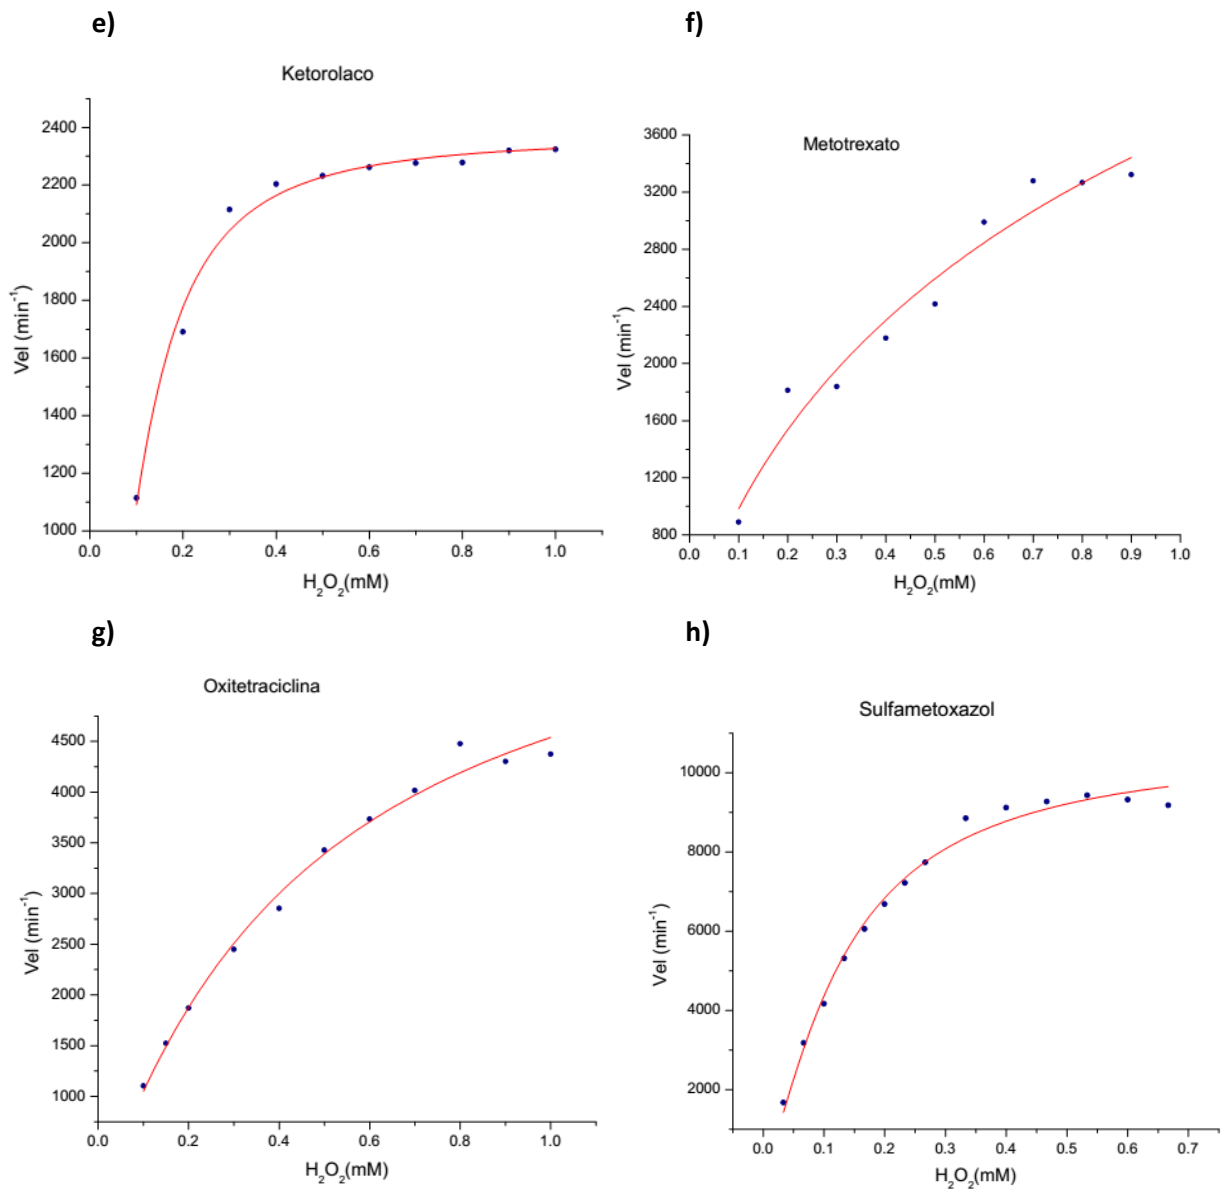 e)
Ketorolaco
Vel (min⁻¹)
2400
2200
2000
1800
1600
1400
1200
1000
0.0 0.2 0.4 0.6 0.8 1.0
H₂O₂(mM)
f)
Metotrexato
Vel (min⁻¹)
3600
3200
2800
2400
2000
1600
1200
800
0.0 0.1 0.2 0.3 0.4 0.5 0.6 0.7 0.8 0.9 1.0
H₂O₂(mM)
g)
Oxitetraciclina
Vel (min⁻¹)
4500
4000
3500
3000
2500
2000
1500
1000
0.0 0.2 0.4 0.6 0.8 1.0
H₂O₂(mM)
h)
Sulfametoxazol
Vel (min⁻¹)
10000
8000
6000
4000
2000
0.0 0.1 0.2 0.3 0.4 0.5 0.6 0.7
H₂O₂(mM)